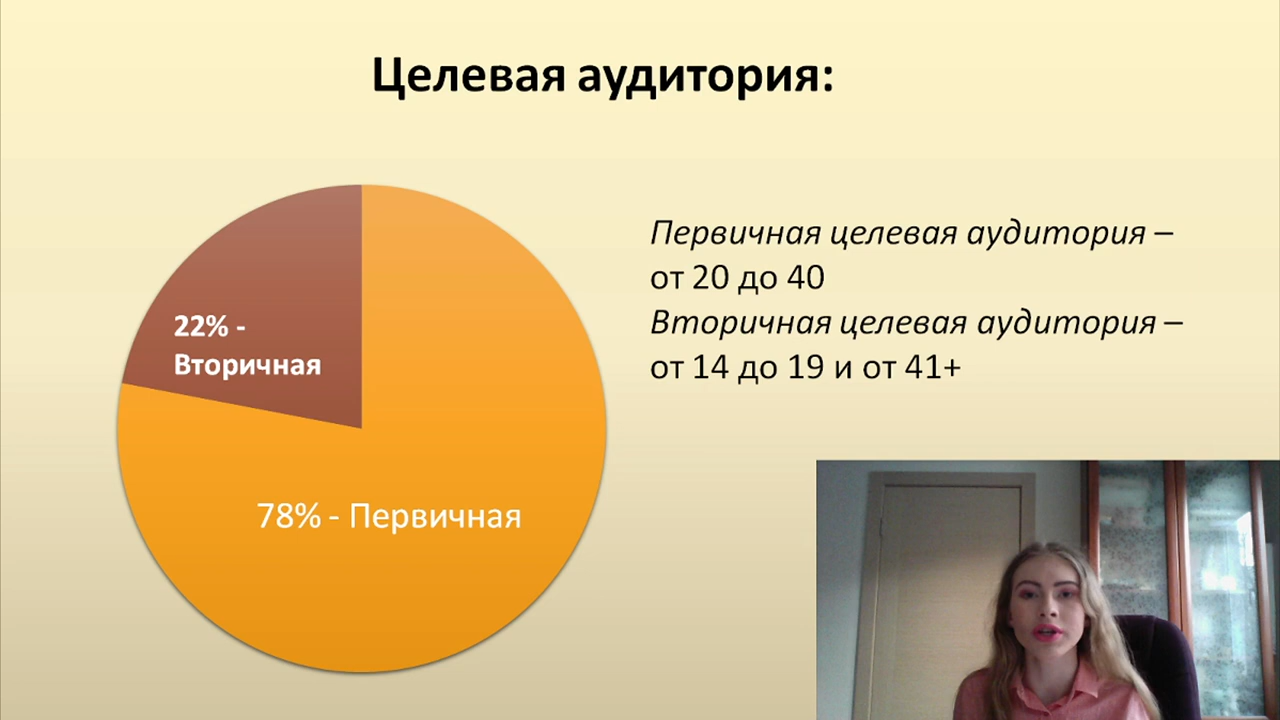 Целевая аудитория:
22% -
Вторичная
78% - Первичная
Первичная целевая аудитория –
от 20 до 40
Вторичная целевая аудитория –
от 14 до 19 и от 41+